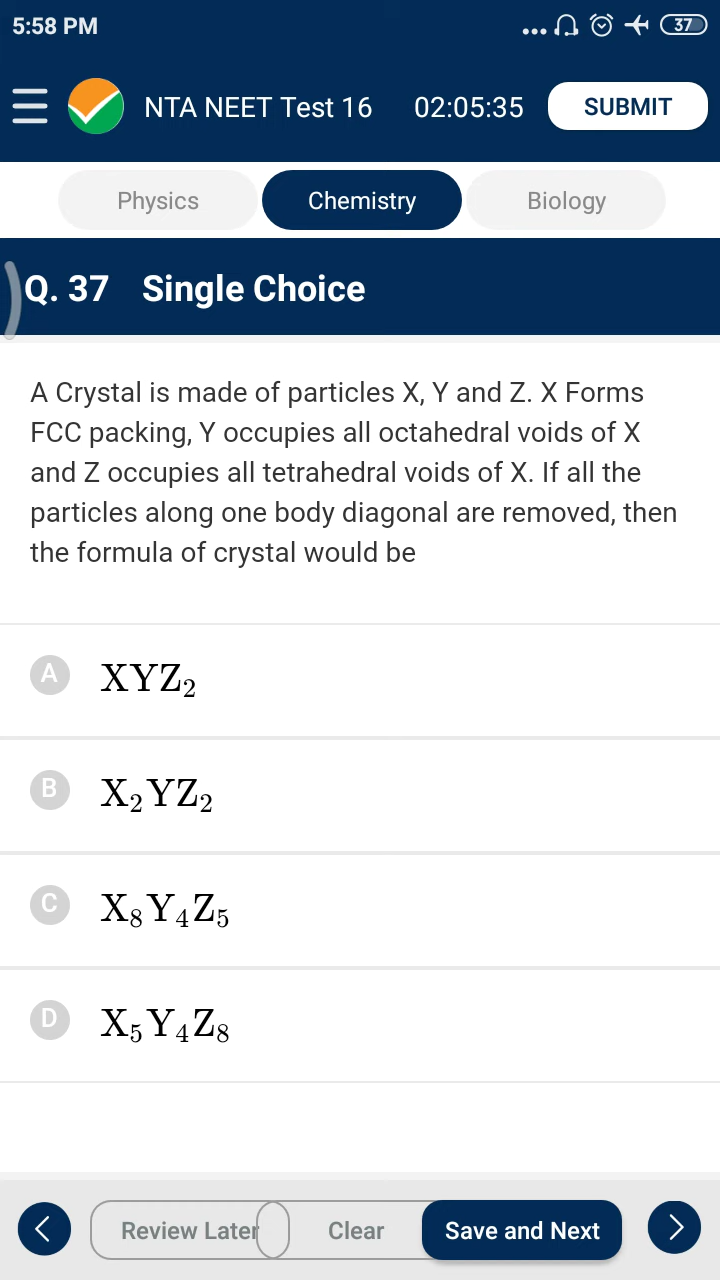 5:58 PM
37
NTA NEET Test 16 02:05:35 SUBMIT
Physics Chemistry Biology
Q. 37 Single Choice
A Crystal is made of particles X, Y and Z. X Forms
FCC packing, Y occupies all octahedral voids of X
and Z occupies all tetrahedral voids of X. If all the
particles along one body diagonal are removed, then
the formula of crystal would be
A XYZ₂
B X₂YZ₂
C X₈Y₄Z₅
D X₅Y₄Z₈
Review Later Clear Save and Next